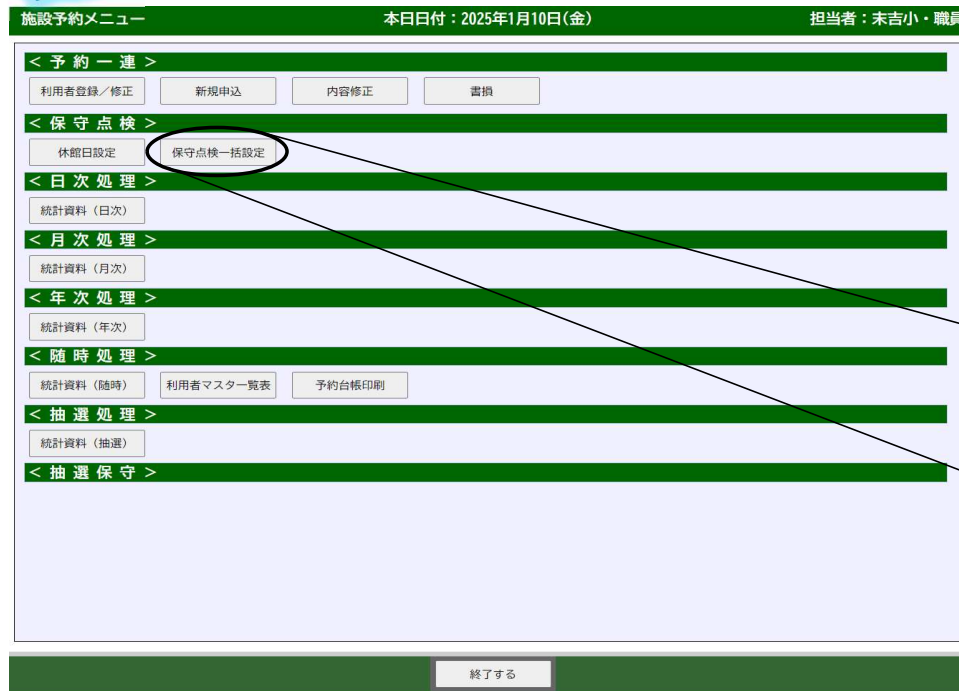 施設予約メニュー 本日日付：2025年1月10日(金) 担当者：末吉小・職員
＜予約一連＞
利用者登録／修正 新規申込 内容修正 書損
＜保守点検＞
休館日設定 保守点検一括設定
＜日次処理＞
統計資料（日次）
＜月次処理＞
統計資料（月次）
＜年次処理＞
統計資料（年次）
＜随時処理＞
統計資料（随時） 利用者マスター覧表 予約台帳印刷
＜抽選処理＞
統計資料（抽選）
＜抽選保守＞
終了する